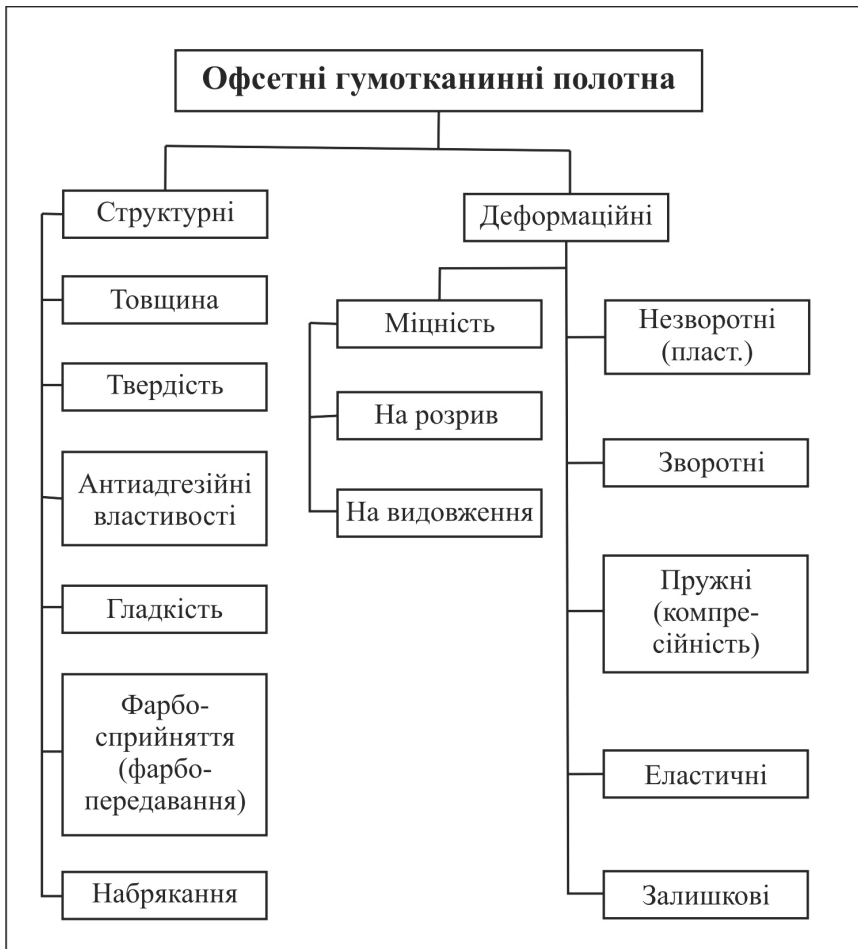 Офсетні гумотканинні полотна
Структурні
Товщина
Твердість
Антиадгезійні
властивості
Гладкість
Фарбо-
сприйняття
(фарбо-
передавання)
Набрякання
Деформаційні
Міцність
На розрив
На видовження
Незворотні
(пласт.)
Зворотні
Пружні
(компре-
сійність)
Еластичні
Залишкові